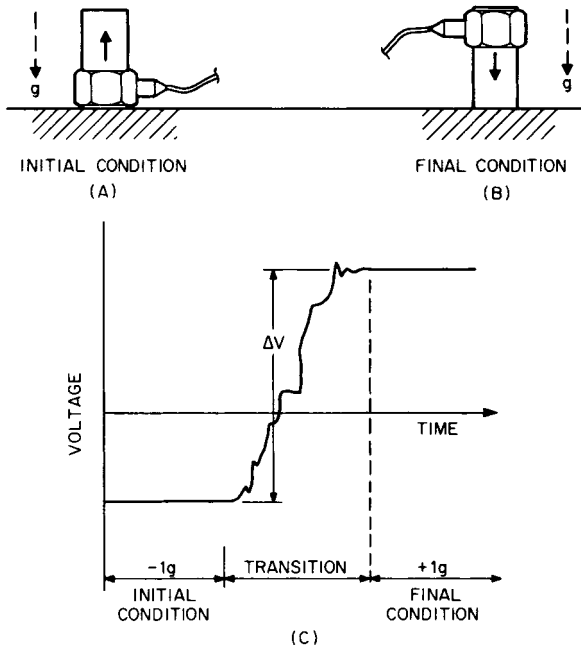 g
g
INITIAL CONDITION
(A)
FINAL CONDITION
(B)
VOLTAGE
ΔV
TIME
-1g
TRANSITION
+1g
INITIAL
CONDITION
FINAL
CONDITION
(C)